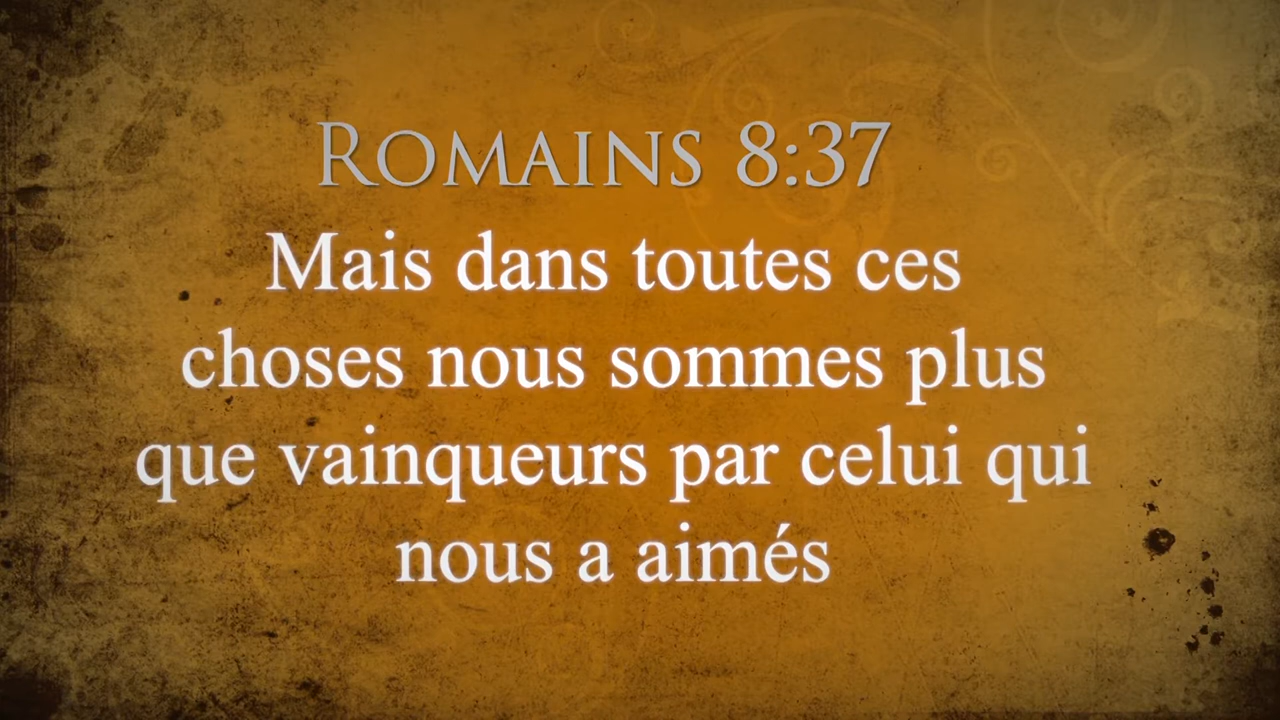 Romains 8:37
Mais dans toutes ces
choses nous sommes plus
que vainqueurs par celui qui
nous a aimés